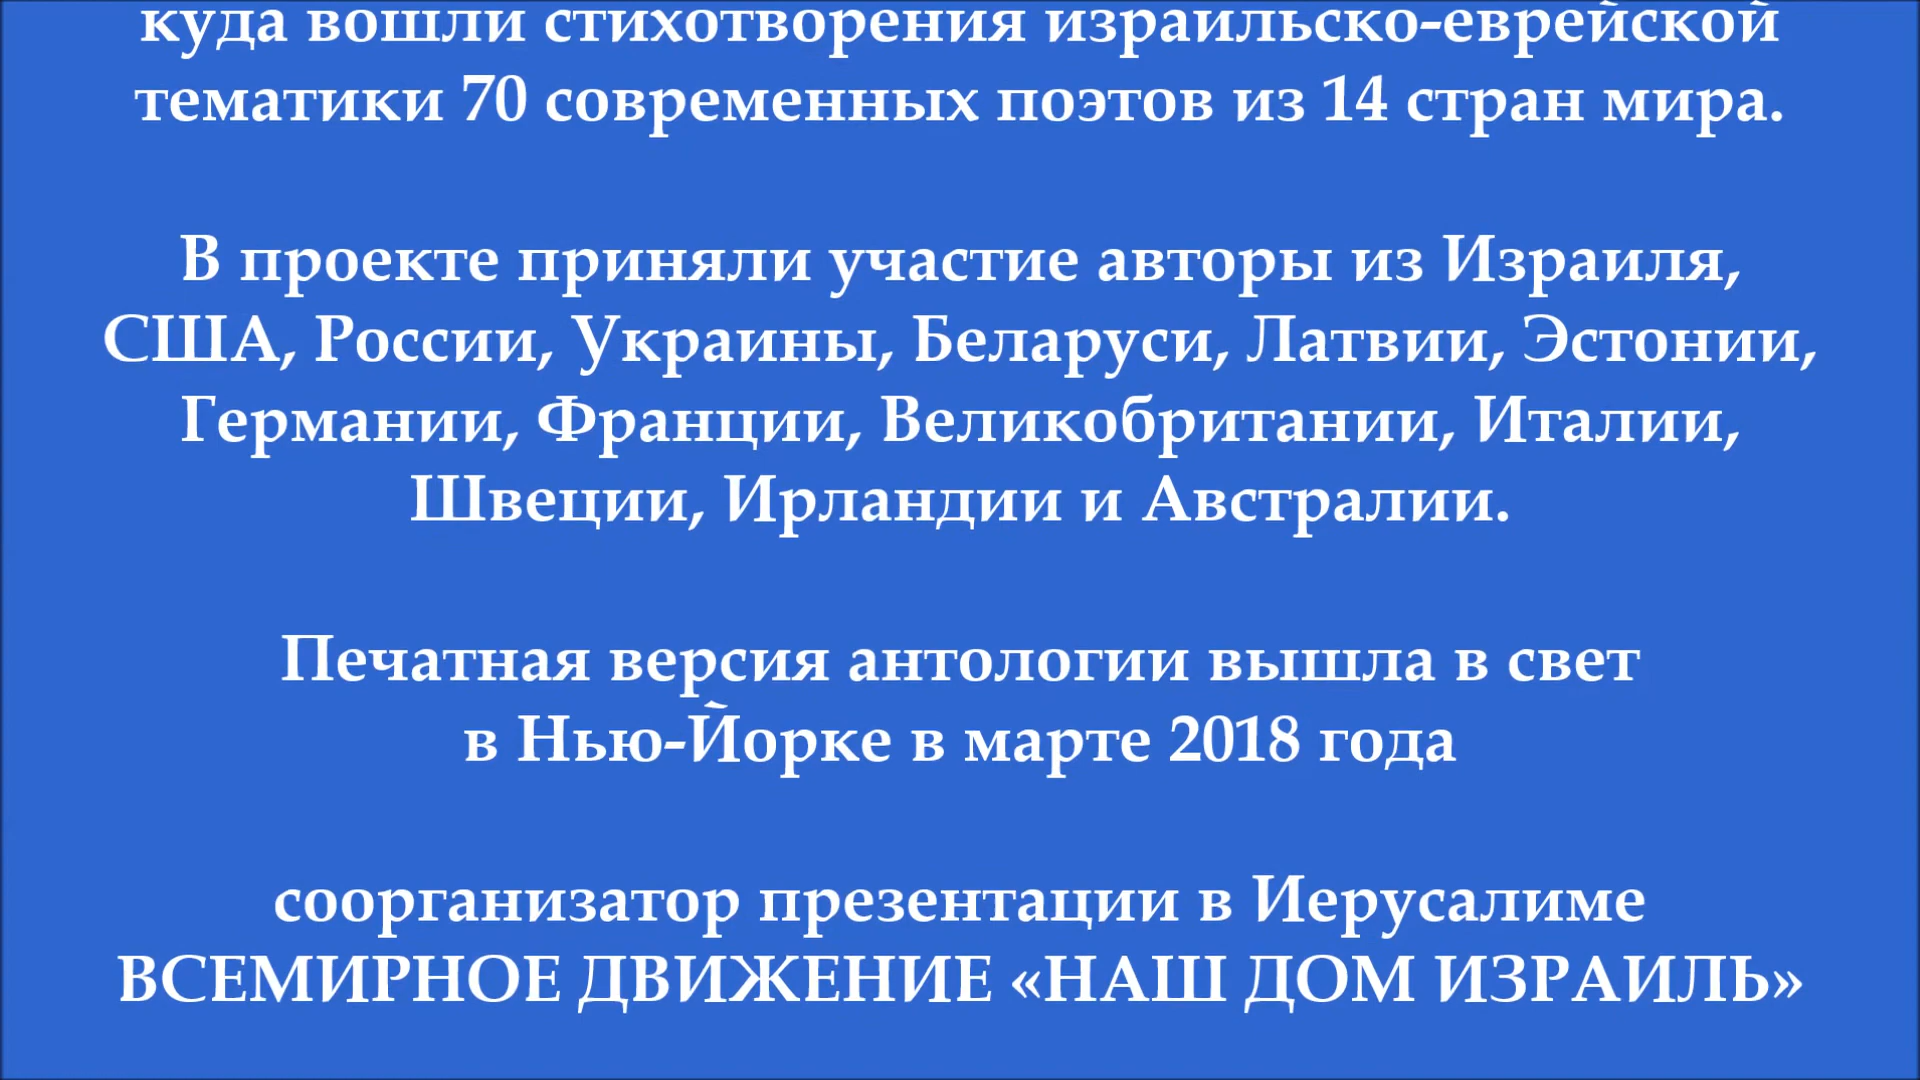 куда вошли стихотворения израильско-еврейской
тематики 70 современных поэтов из 14 стран мира.
В проекте приняли участие авторы из Израиля,
США, России, Украины, Беларуси, Латвии, Эстонии,
Германии, Франции, Великобритании, Италии,
Швеции, Ирландии и Австралии.
Печатная версия антологии вышла в свет
в Нью-Йорке в марте 2018 года
соорганизатор презентации в Иерусалиме
ВСЕМИРНОЕ ДВИЖЕНИЕ «НАШ ДОМ ИЗРАИЛЬ»